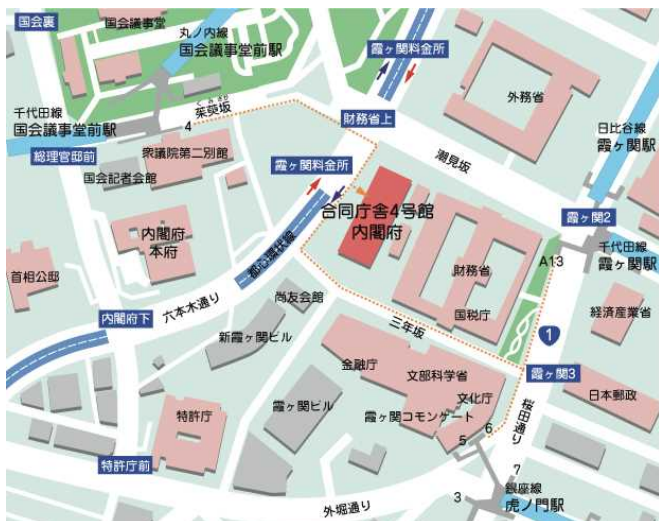 国会裏
国会議事堂
丸ノ内線
国会議事堂前駅
霞ヶ関料金所
外務省
千代田線
国会議事堂前駅
4
茱萸坂
財務省上
日比谷線
霞ヶ関駅
潮見坂
総理官邸前
衆議院第二別館
国会記者会館
霞ヶ関料金所
合同庁舎4号館
内閣府
霞ヶ関2
内閣府
本府
都心環状線
財務省
A13
千代田線
霞ヶ関駅
首相公邸
国税庁
経済産業省
内閣府下
六本木通り
尚友会館
三年坂
1
新霞ヶ関ビル
金融庁
文部科学省
霞ヶ関3
霞ヶ関ビル
文化庁
日本郵政
特許庁
霞ヶ関コモンゲート
桜田通り
6
5
特許庁前
7
外堀通り
3
銀座線
虎ノ門駅